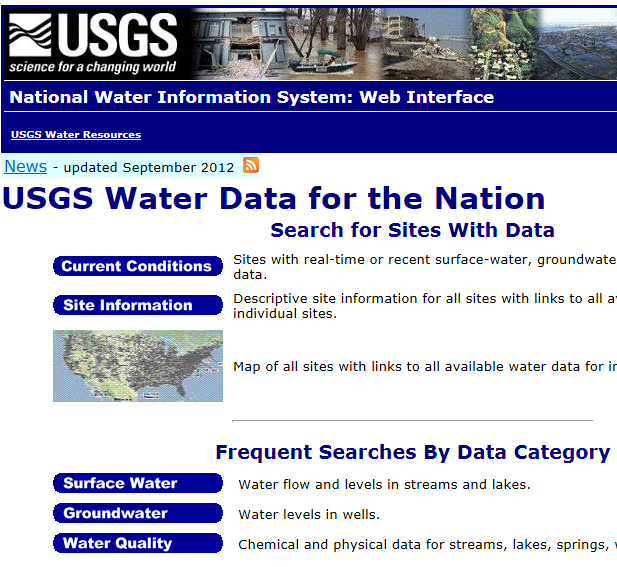 USGS
science for a changing world
National Water Information System: Web Interface
USGS Water Resources
News - updated September 2012
USGS Water Data for the Nation
Search for Sites With Data
Current Conditions
Sites with real-time or recent surface-water, groundwate
data.
Site Information
Descriptive site information for all sites with links to all a
individual sites.
Map of all sites with links to all available water data for i
Frequent Searches By Data Category
Surface Water
Water flow and levels in streams and lakes.
Groundwater
Water levels in wells.
Water Quality
Chemical and physical data for streams, lakes, springs,